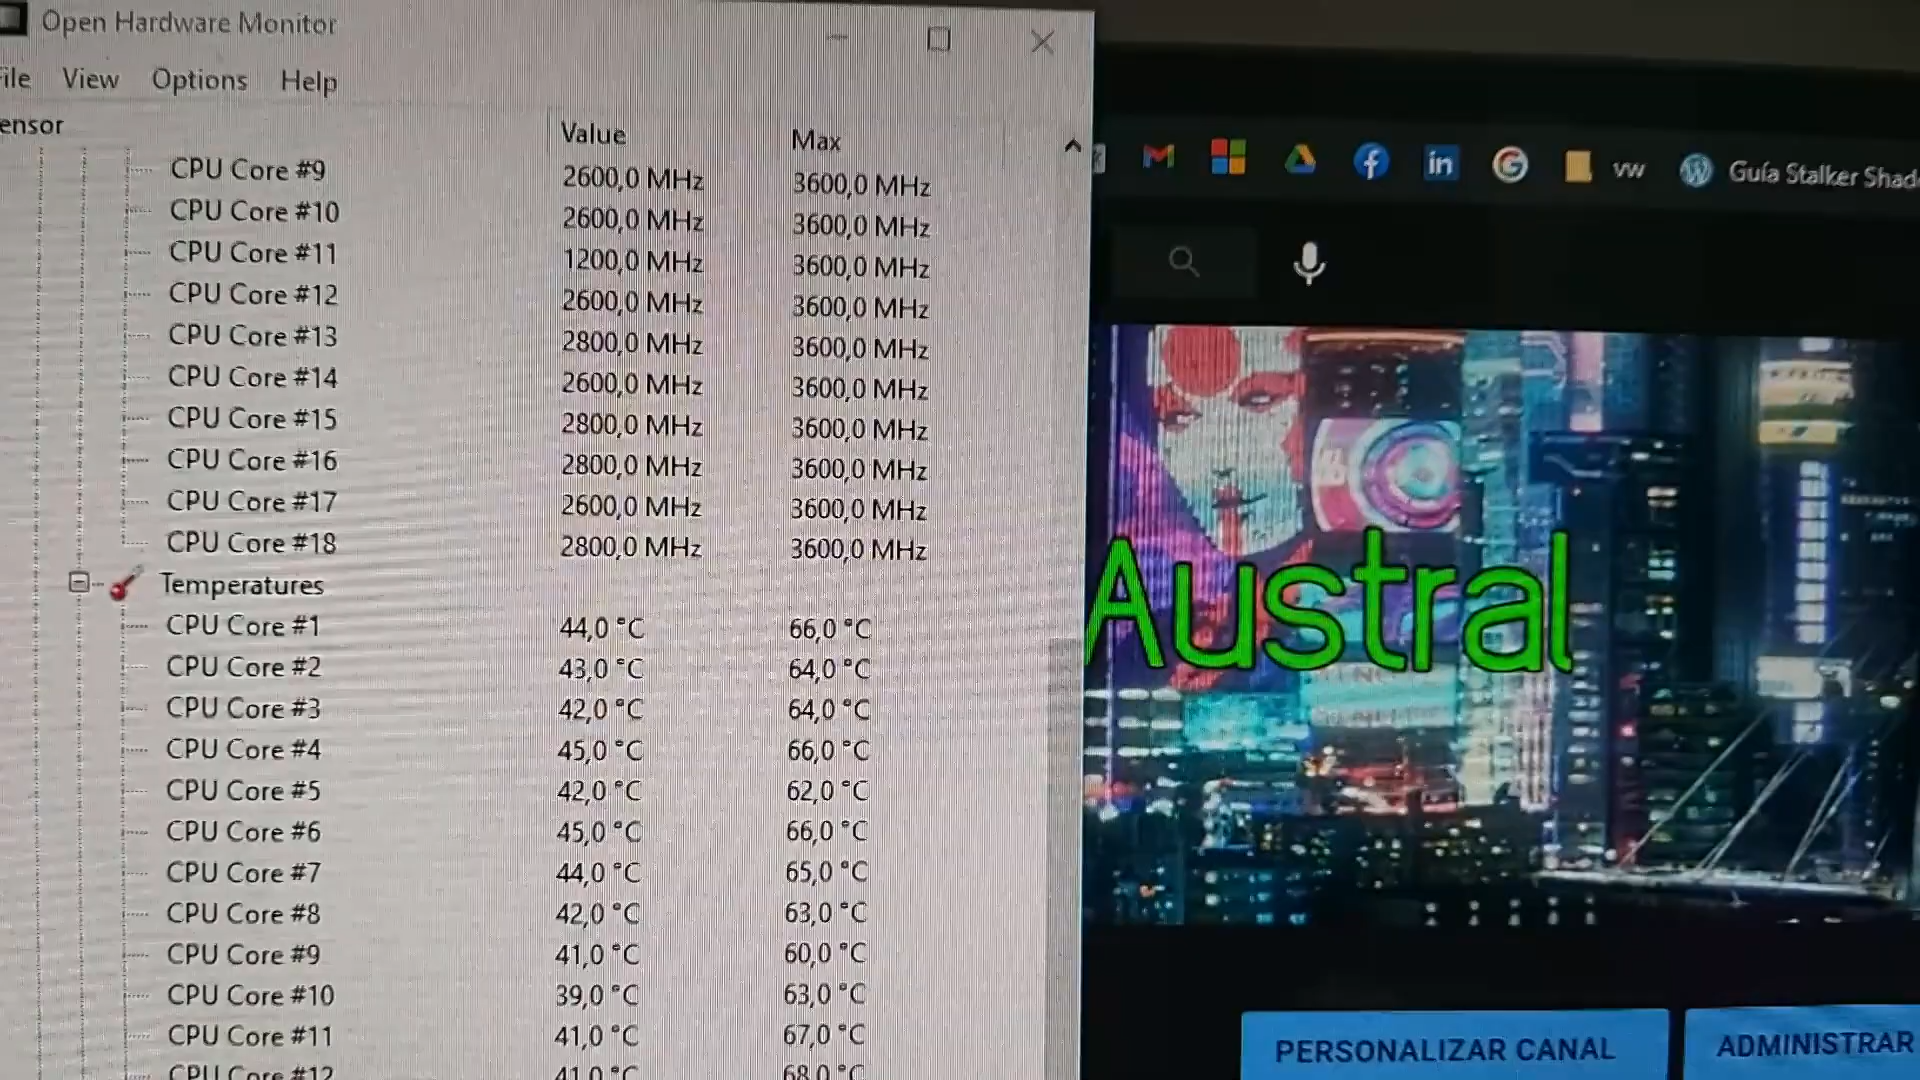 Open Hardware Monitor
File View Options Help
ensor Value Max
CPU Core #9 2600,0 MHz 3600,0 MHz
CPU Core #10 2600,0 MHz 3600,0 MHz
CPU Core #11 1200,0 MHz 3600,0 MHz
CPU Core #12 2600,0 MHz 3600,0 MHz
CPU Core #13 2800,0 MHz 3600,0 MHz
CPU Core #14 2600,0 MHz 3600,0 MHz
CPU Core #15 2800,0 MHz 3600,0 MHz
CPU Core #16 2800,0 MHz 3600,0 MHz
CPU Core #17 2600,0 MHz 3600,0 MHz
CPU Core #18 2800,0 MHz 3600,0 MHz
Temperatures
CPU Core #1 44,0 °C 66,0 °C
CPU Core #2 43,0 °C 64,0 °C
CPU Core #3 42,0 °C 64,0 °C
CPU Core #4 45,0 °C 66,0 °C
CPU Core #5 42,0 °C 62,0 °C
CPU Core #6 45,0 °C 66,0 °C
CPU Core #7 44,0 °C 65,0 °C
CPU Core #8 42,0 °C 63,0 °C
CPU Core #9 41,0 °C 60,0 °C
CPU Core #10 39,0 °C 63,0 °C
CPU Core #11 41,0 °C 67,0 °C
CPU Core #12 41,0 °C 68,0 °C
vw Guía Stalker Shad
Austral
PERSONALIZAR CANAL ADMINISTRAR